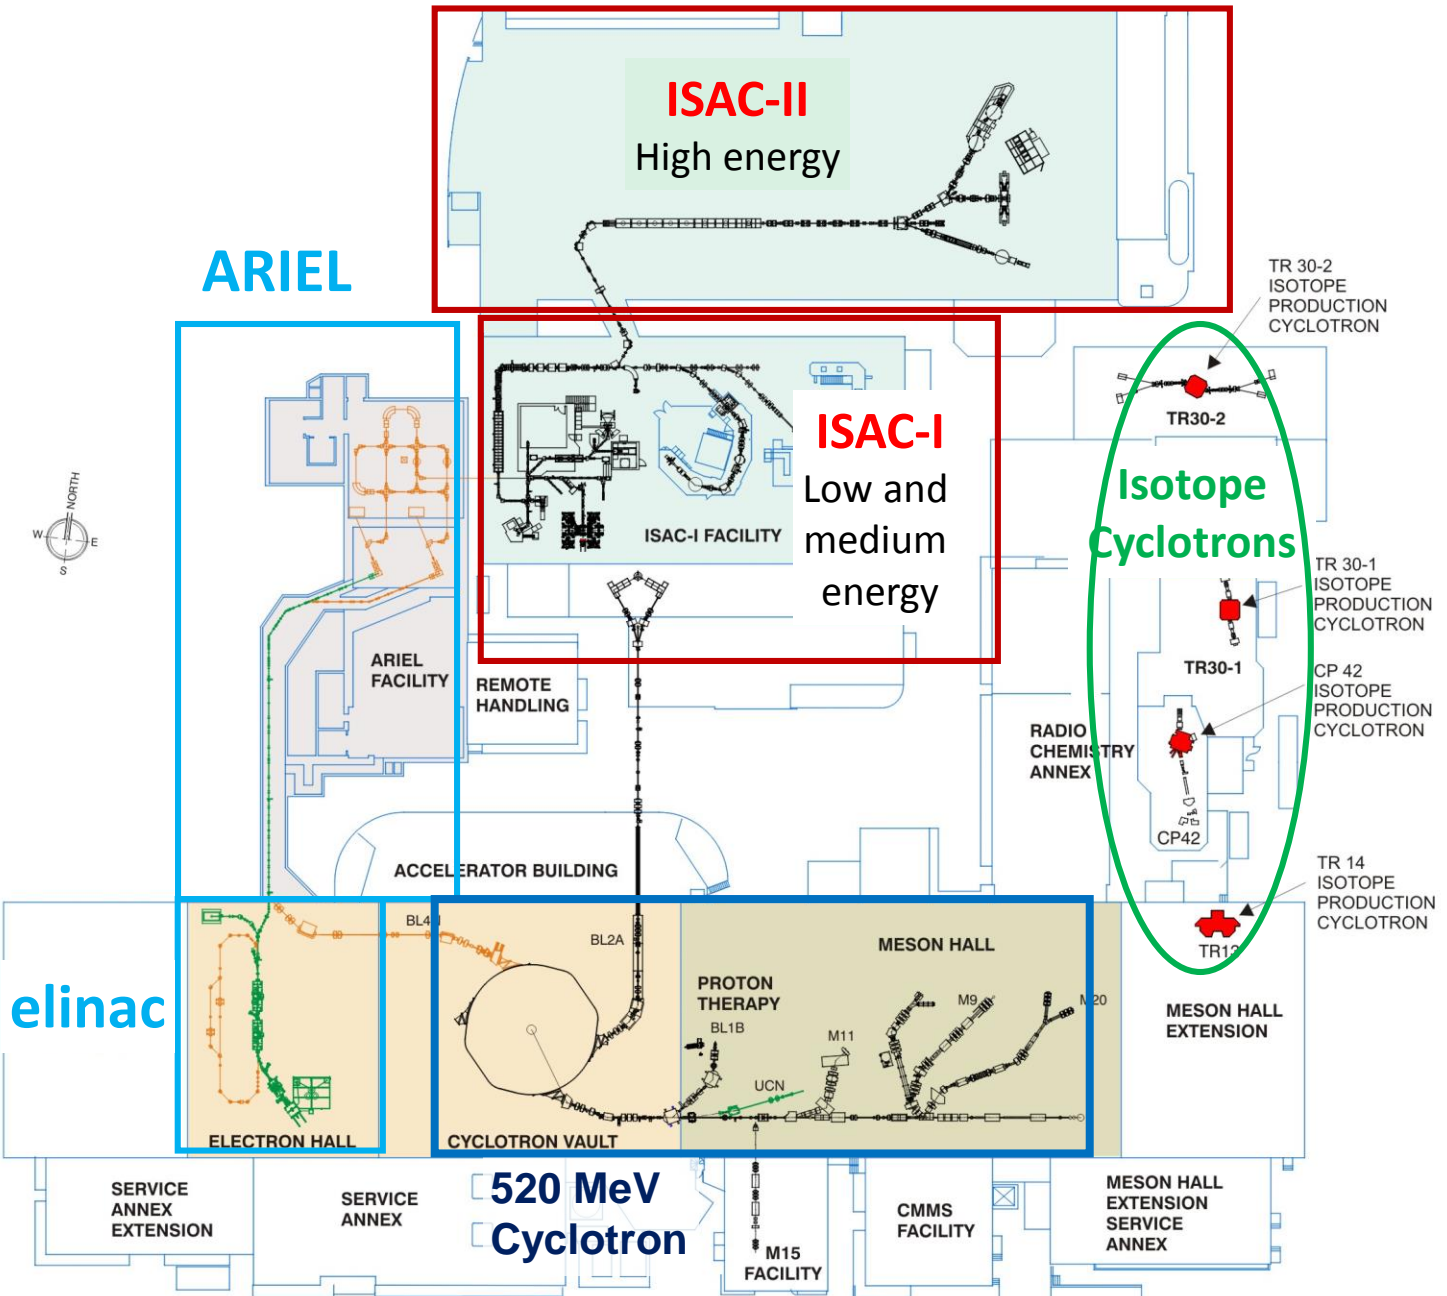 ISAC-II
High energy
ARIEL
TR 30-2
ISOTOPE
PRODUCTION
CYCLOTRON
TR30-2
ISAC-I
Low and
medium
energy
ISAC-I FACILITY
Isotope
Cyclotrons
NORTH
W
E
S
TR 30-1
ISOTOPE
PRODUCTION
CYCLOTRON
TR30-1
ARIEL
FACILITY
REMOTE
HANDLING
CP 42
ISOTOPE
PRODUCTION
CYCLOTRON
RADIO
CHEMISTRY
ANNEX
CP42
ACCELERATOR BUILDING
TR 14
ISOTOPE
PRODUCTION
CYCLOTRON
TR13
BL4N
BL2A
MESON HALL
elinac
PROTON
THERAPY
BL1B
M9
M20
M11
UCN
MESON HALL
EXTENSION
ELECTRON HALL
CYCLOTRON VAULT
520 MeV
Cyclotron
SERVICE
ANNEX
EXTENSION
SERVICE
ANNEX
M15
FACILITY
CMMS
FACILITY
MESON HALL
EXTENSION
SERVICE
ANNEX